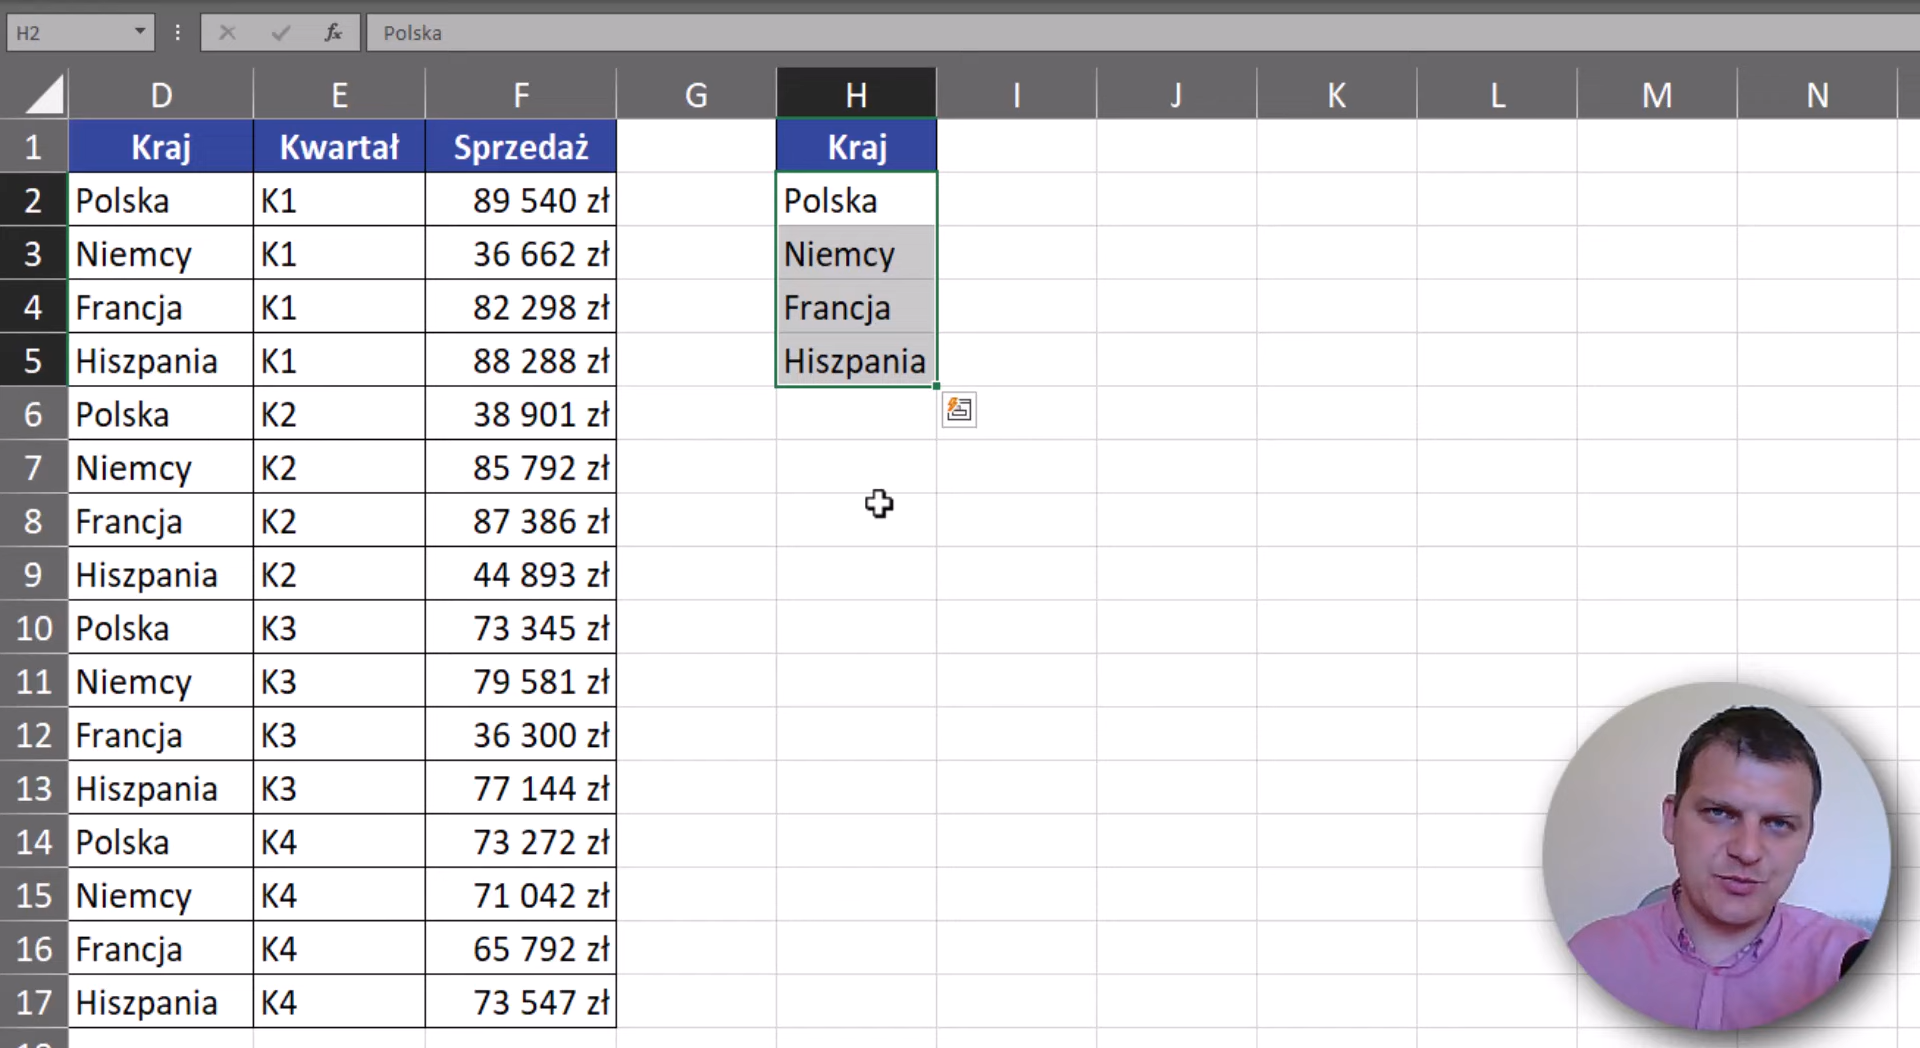 H2 fx Polska
D E F G H I J K L M N
1 Kraj Kwartał Sprzedaż Kraj
2 Polska K1 89 540 zł Polska
3 Niemcy K1 36 662 zł Niemcy
4 Francja K1 82 298 zł Francja
5 Hiszpania K1 88 288 zł Hiszpania
6 Polska K2 38 901 zł
7 Niemcy K2 85 792 zł
8 Francja K2 87 386 zł
9 Hiszpania K2 44 893 zł
10 Polska K3 73 345 zł
11 Niemcy K3 79 581 zł
12 Francja K3 36 300 zł
13 Hiszpania K3 77 144 zł
14 Polska K4 73 272 zł
15 Niemcy K4 71 042 zł
16 Francja K4 65 792 zł
17 Hiszpania K4 73 547 zł